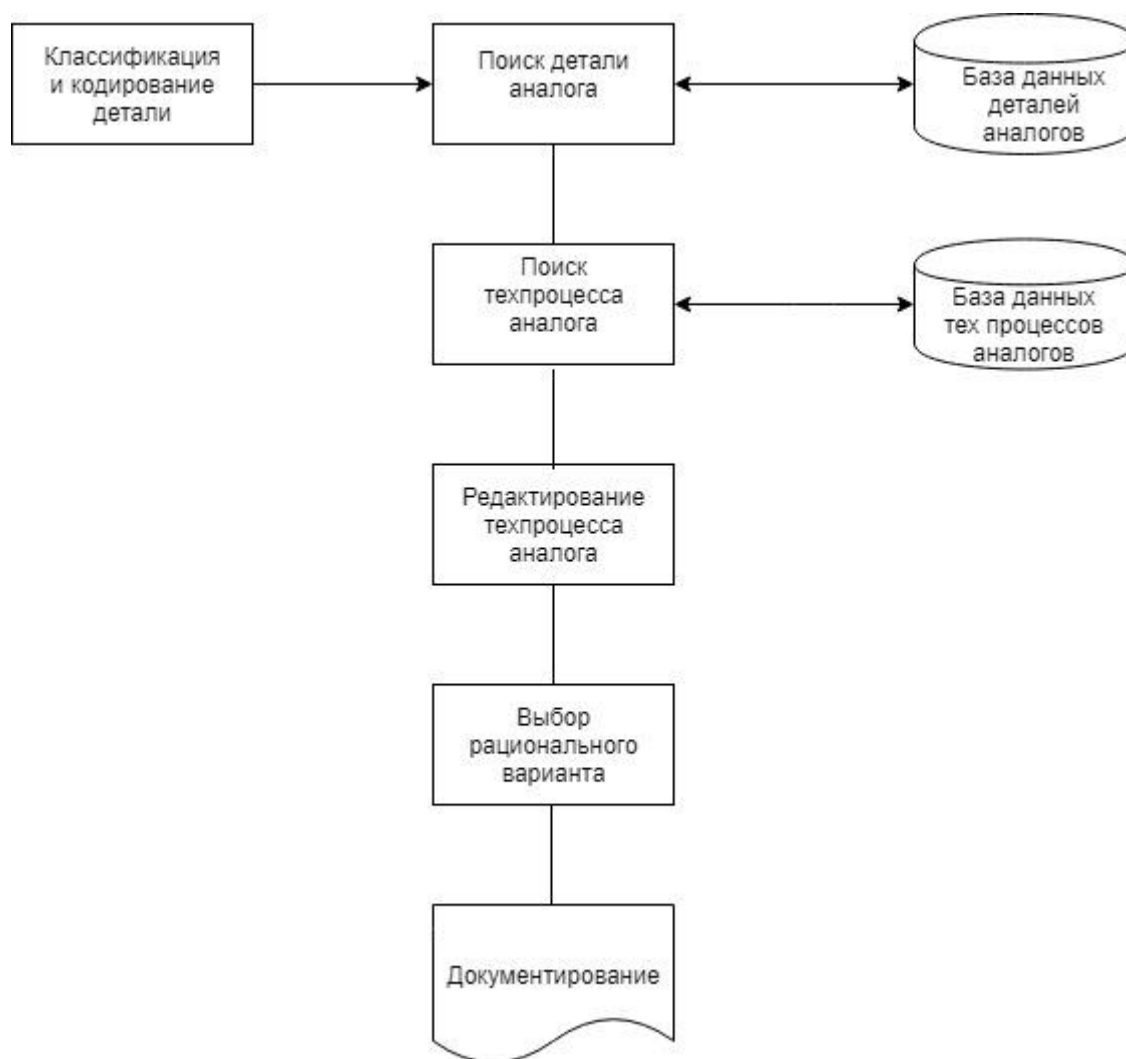 Классификация
и кодирование
детали
Поиск детали
аналога
База данных
деталей
аналогов
Поиск
техпроцесса
аналога
База данных
тех процессов
аналогов
Редактирование
техпроцесса
аналога
Выбор
рационального
варианта
Документирование